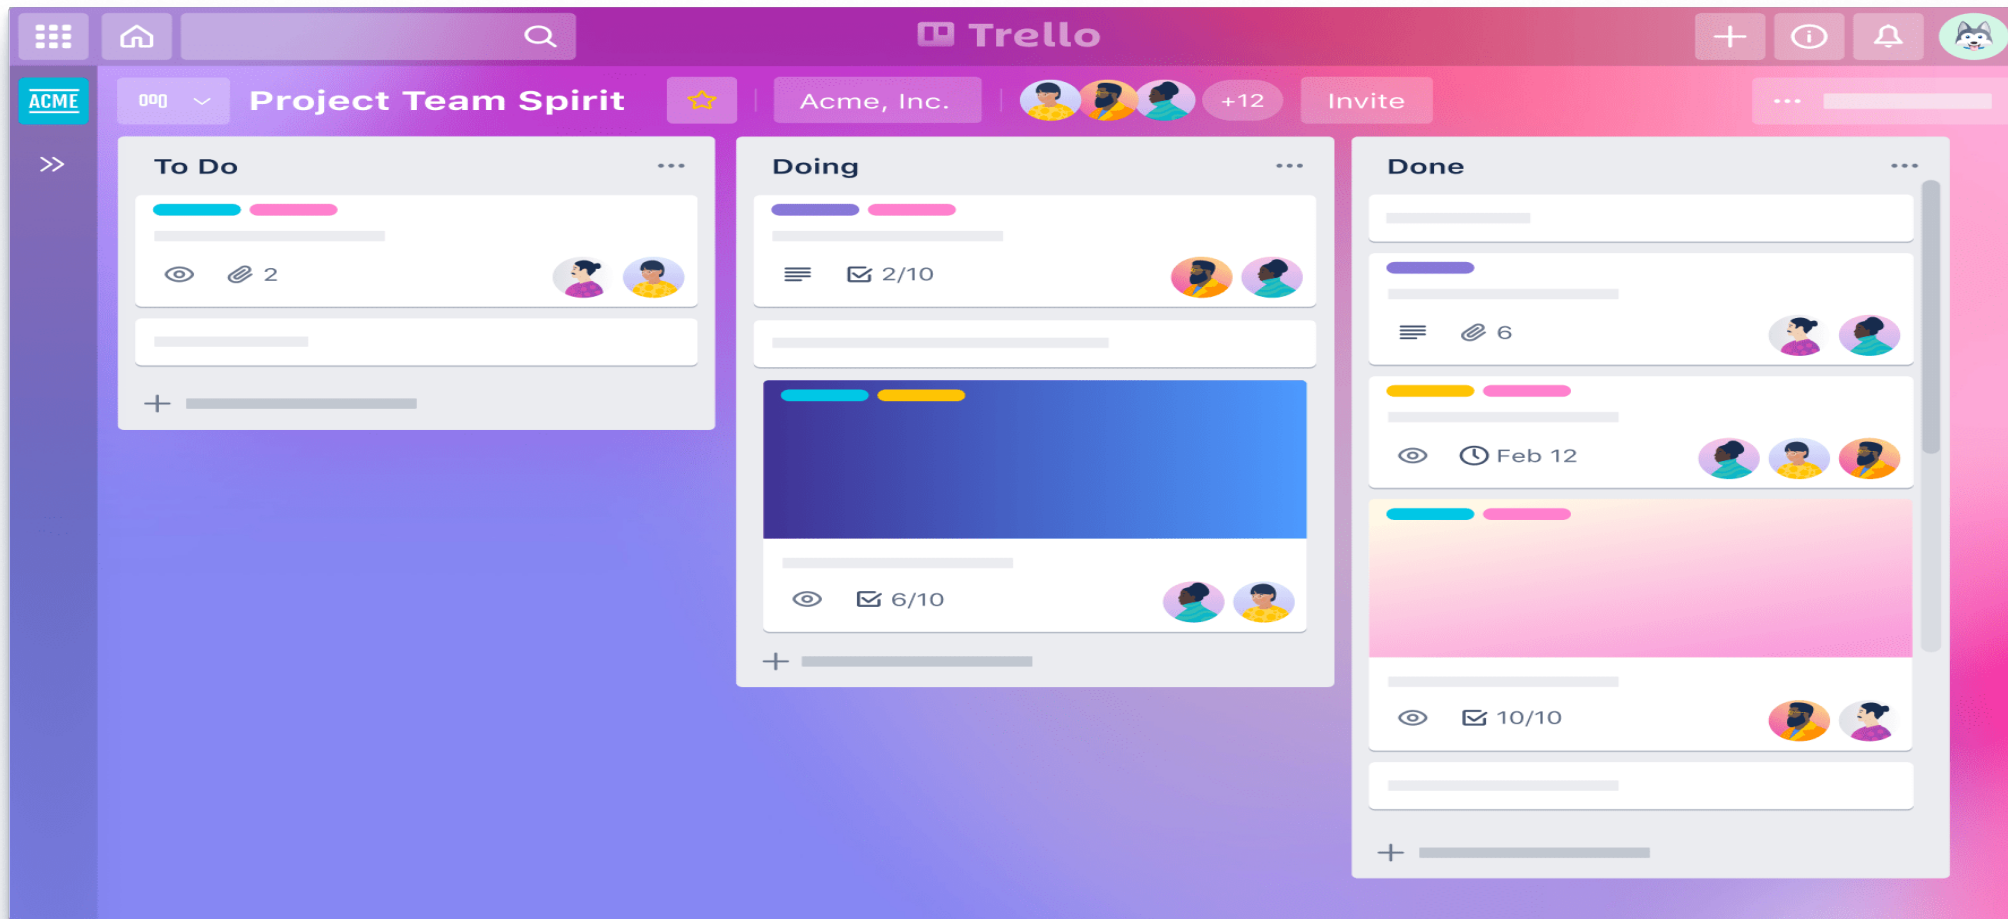 Trello
ACME
Project Team Spirit
Acme, Inc.
+12
Invite
To Do
2
Doing
2/10
6/10
Done
6
Feb 12
10/10